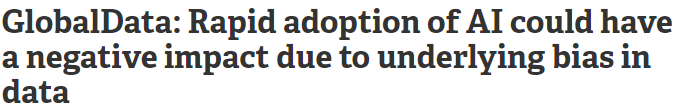 GlobalData: Rapid adoption of AI could have
a negative impact due to underlying bias in
data